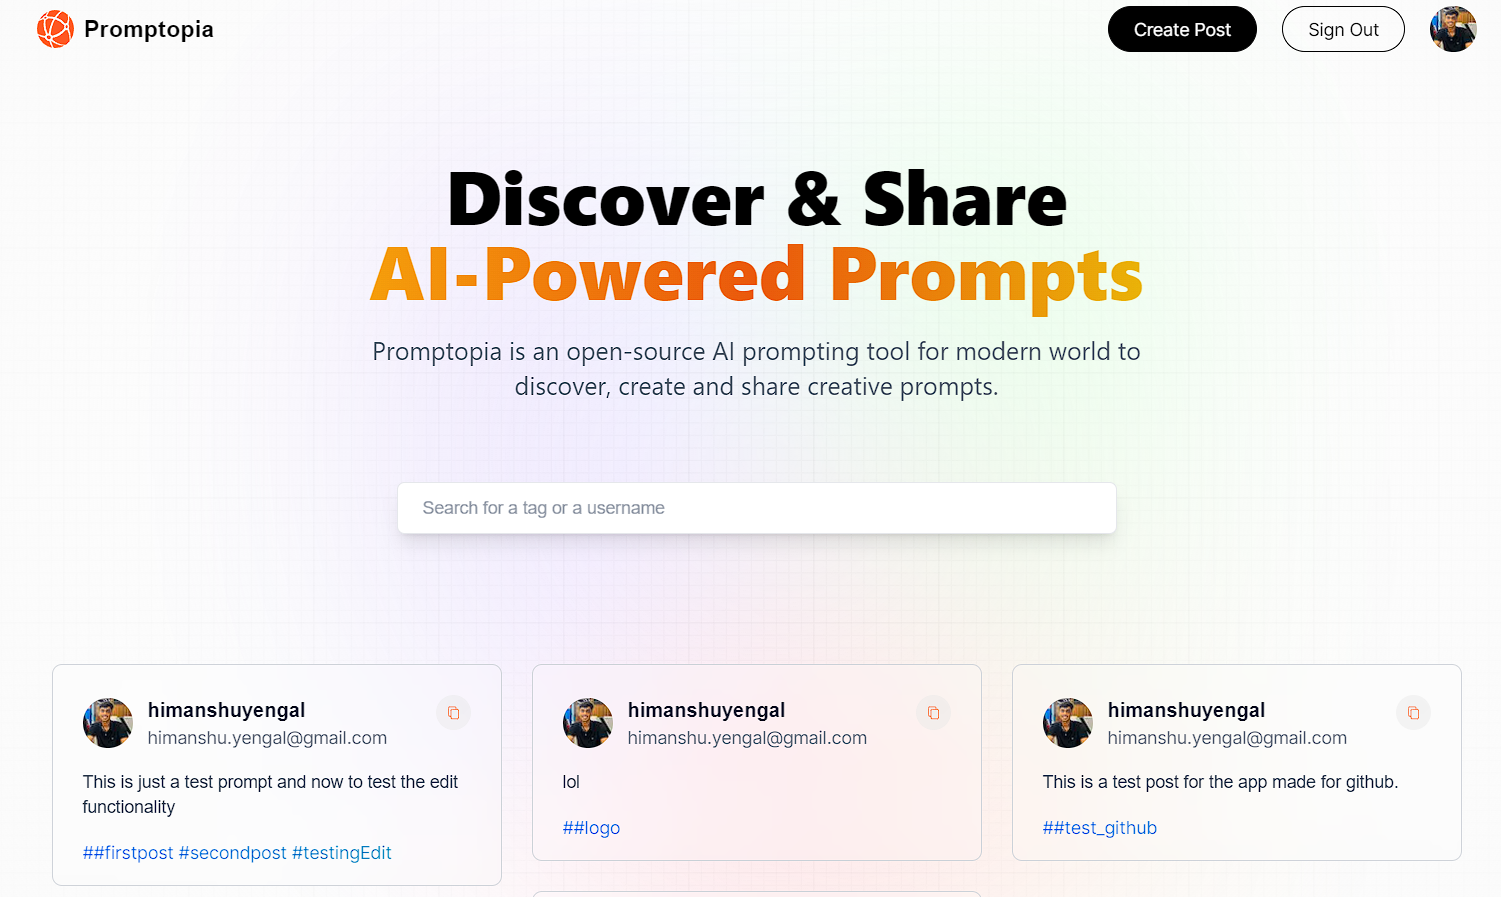 Promptopia
Create Post
Sign Out
Discover & Share
AI-Powered Prompts
Promptopia is an open-source AI prompting tool for modern world to
discover, create and share creative prompts.
Search for a tag or a username
himanshuyengal
himanshu.yengal@gmail.com
This is just a test prompt and now to test the edit
functionality
##firstpost #secondpost #testingEdit
himanshuyengal
himanshu.yengal@gmail.com
lol
##logo
himanshuyengal
himanshu.yengal@gmail.com
This is a test post for the app made for github.
##test_github